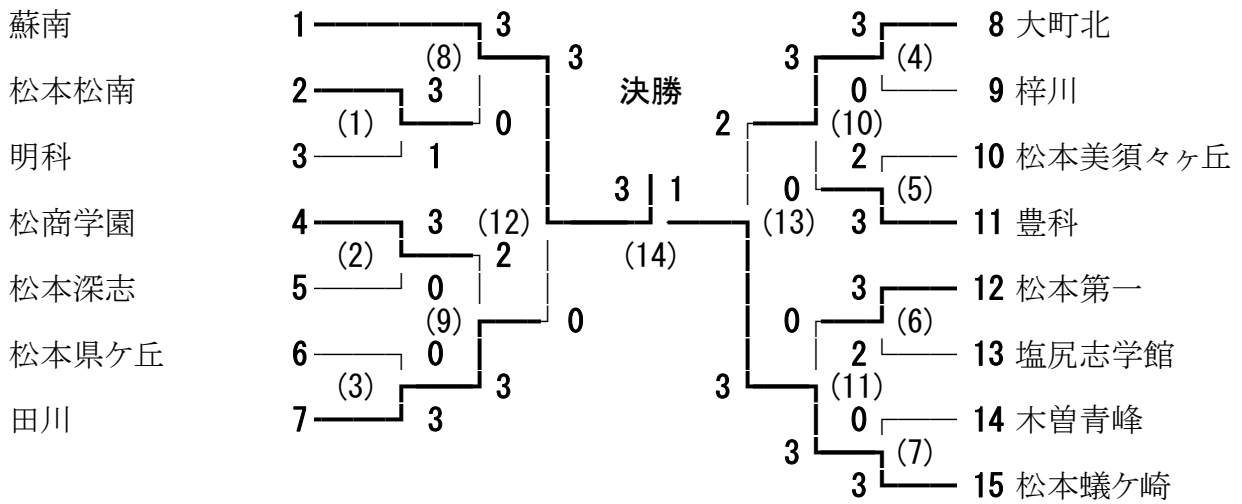 蘇南 1 3 3 8 大町北
(8) 3 3 (4)
松本松南 2 3 決勝 0 9 梓川
(1) 0 2 (10)
明科 3 1 2 10 松本美須々ヶ丘
3 1 0 (5)
松商学園 4 3 (12) (13) 3 11 豊科
(2) 2 (14)
松本深志 5 0 3 12 松本第一
(9) 0 0 (6)
松本県ケ丘 6 0 2 13 塩尻志学館
(3) 3 3 (11)
田川 7 3 0 14 木曽青峰
3 (7)
3 15 松本蟻ケ崎